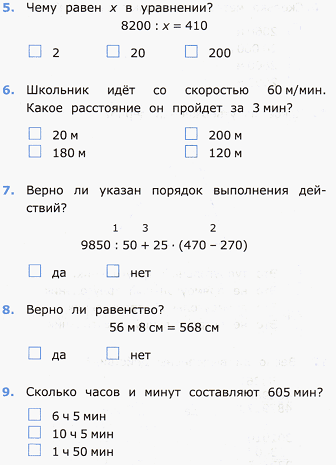 5. Чему равен x в уравнении?
8200 : x = 410
2 20 200
6. Школьник идёт со скоростью 60 м/мин.
Какое расстояние он пройдет за 3 мин?
20 м 200 м
180 м 120 м
7. Верно ли указан порядок выполнения дей-
ствий?
1 3 2
9850 : 50 + 25 · (470 – 270)
да нет
8. Верно ли равенство?
56 м 8 см = 568 см
да нет
9. Сколько часов и минут составляют 605 мин?
6 ч 5 мин
10 ч 5 мин
1 ч 50 мин